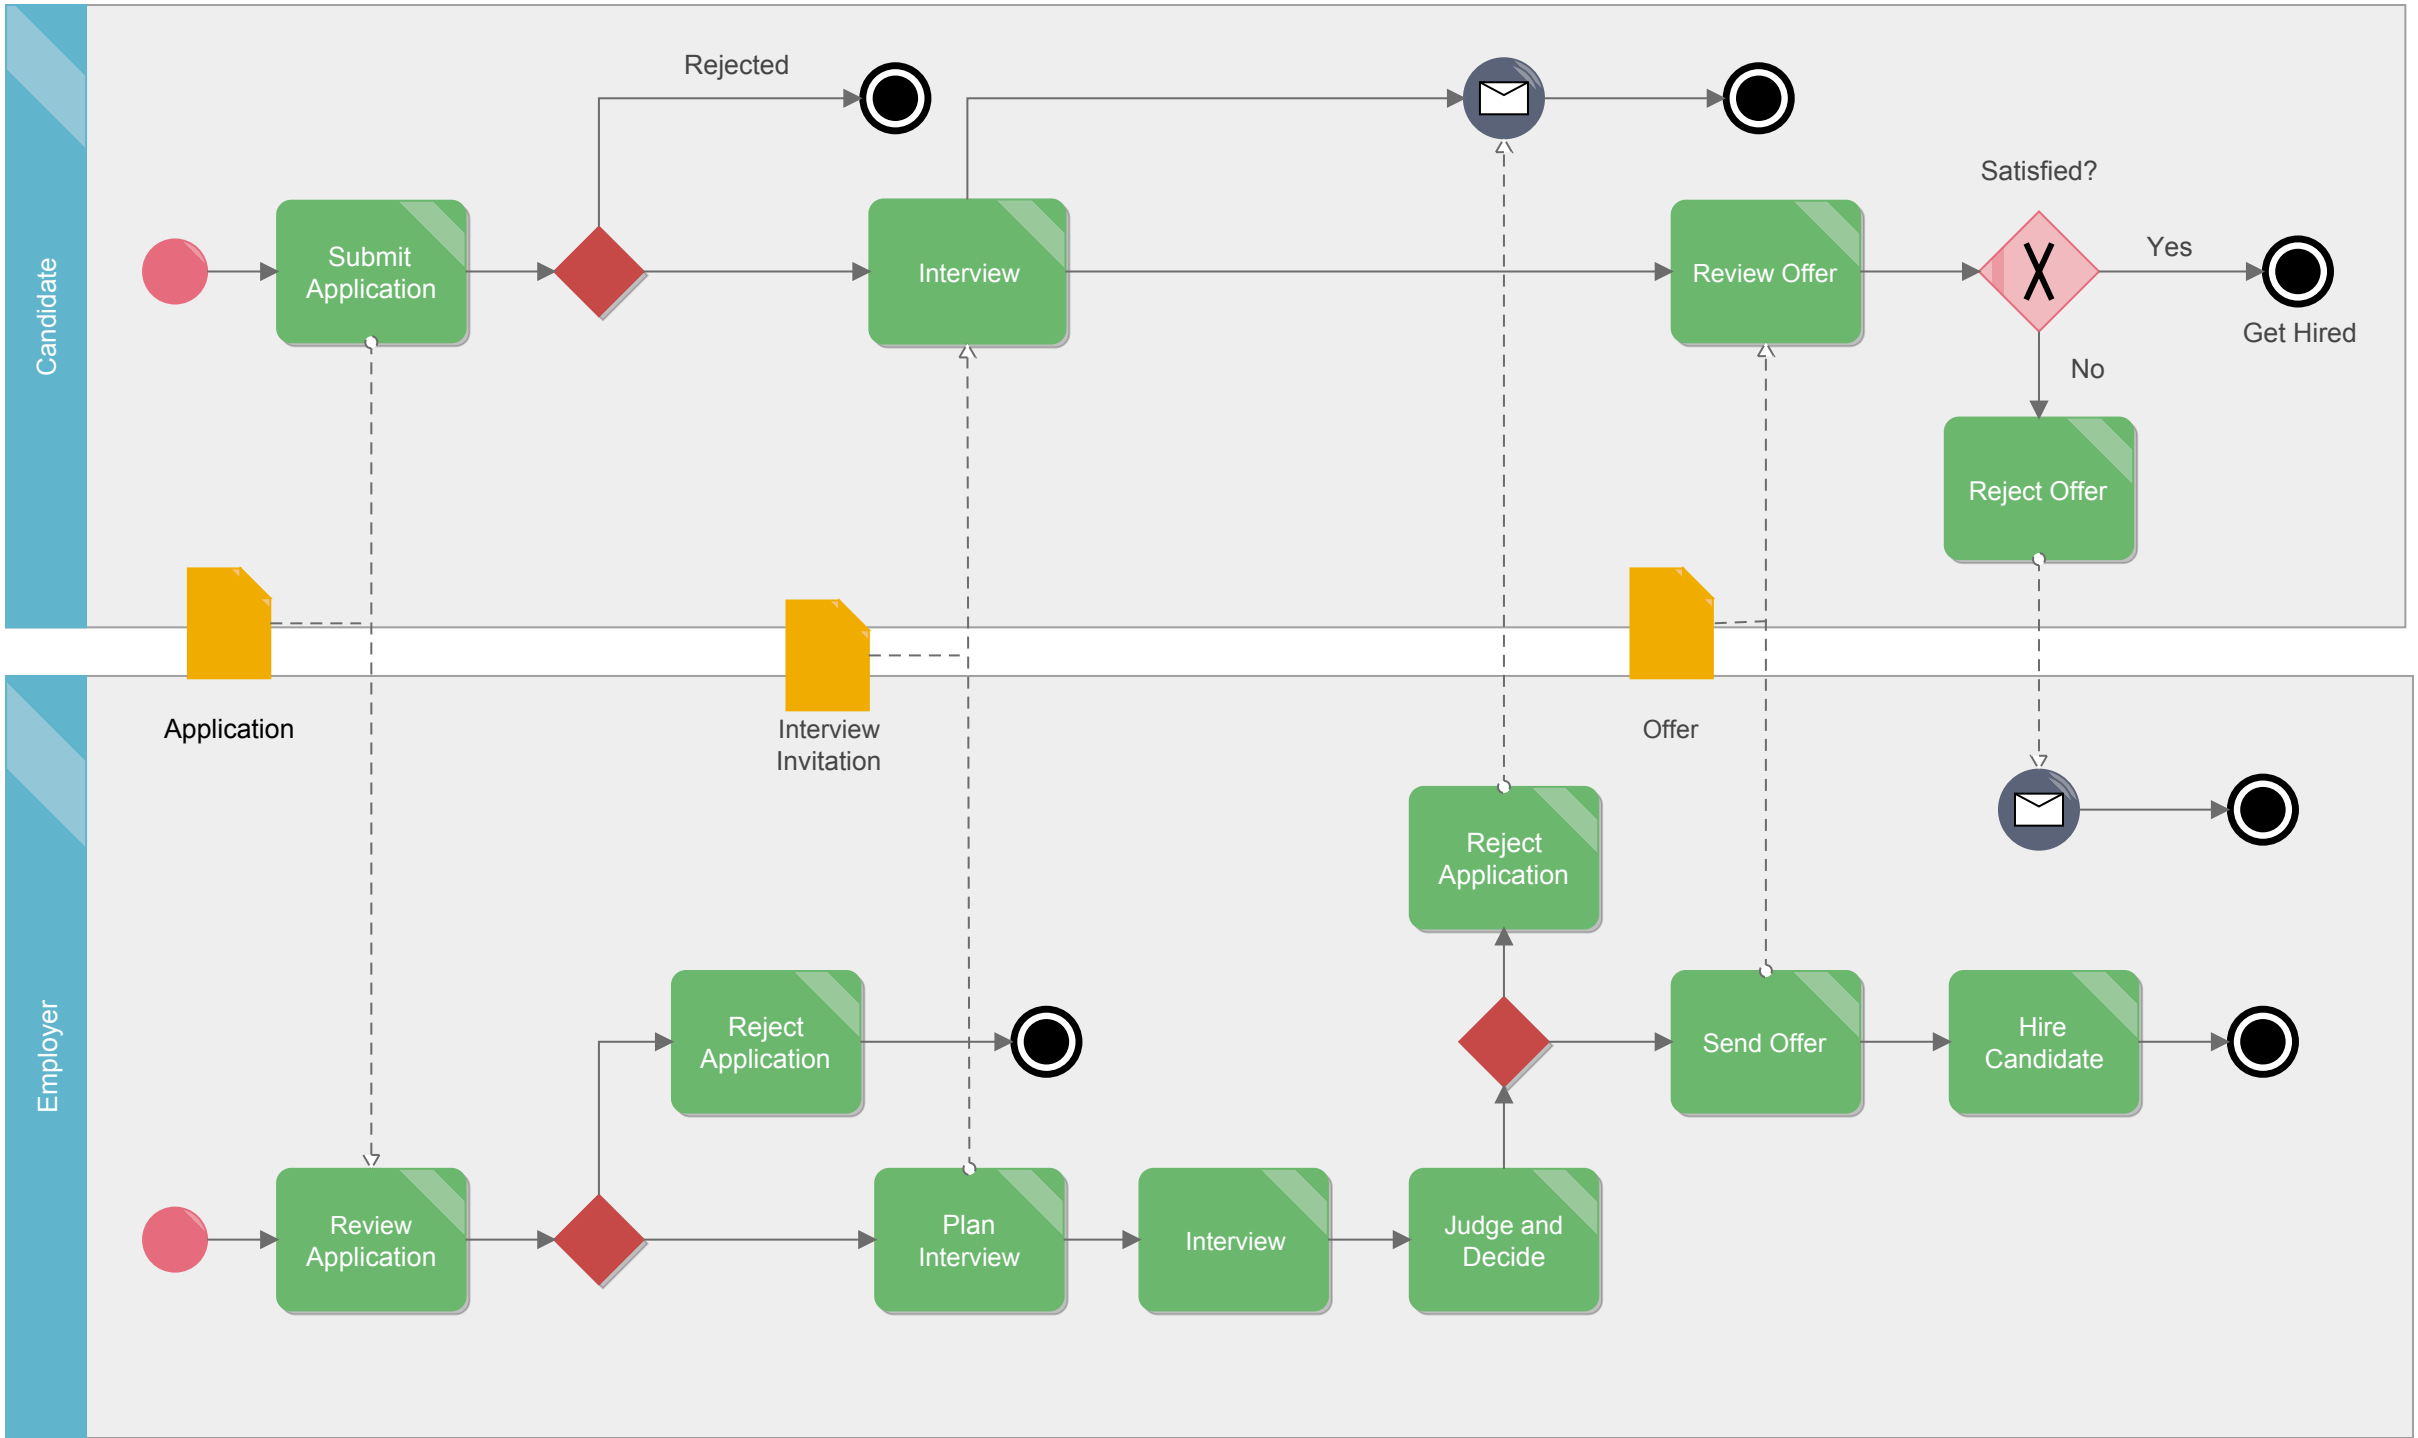 Candidate
Rejected
Satisfied?
Submit
Application
Interview
Review Offer
Yes
Get Hired
No
Reject Offer
Application
Interview
Invitation
Offer
Employer
Reject
Application
Reject
Application
Send Offer
Hire
Candidate
Review
Application
Plan
Interview
Interview
Judge and
Decide